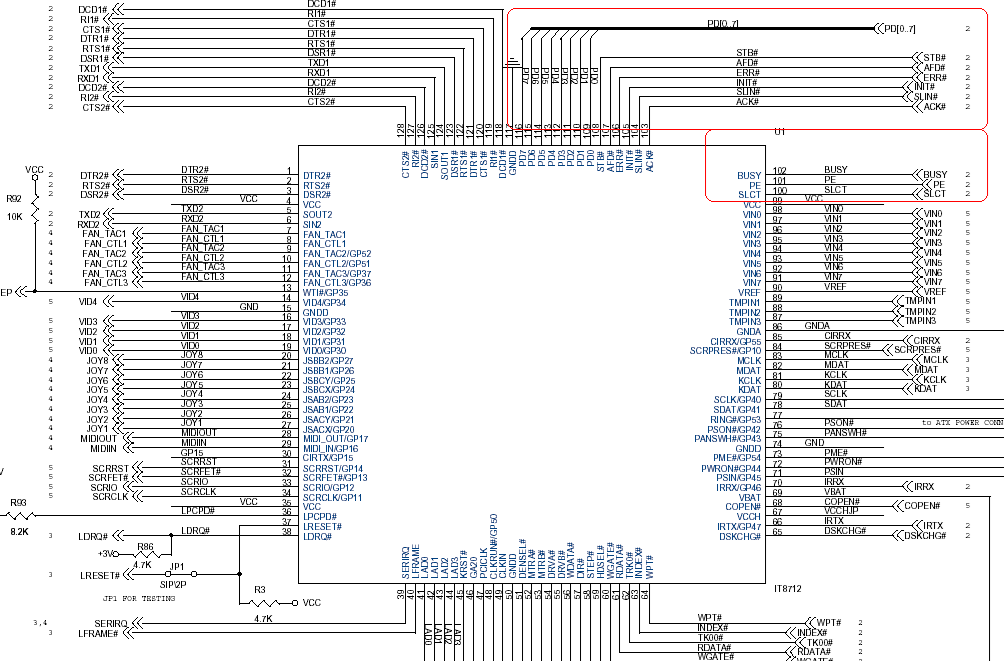 2 DCD1# DCD1#
2 RI1# RI1#
2 CTS1# CTS1#
2 DTR1# DTR1#
2 RTS1# RTS1#
2 DSR1# DSR1#
2 TXD1 TXD1
2 RXD1 RXD1
2 DCD2# DCD2#
2 RI2# RI2#
2 CTS2# CTS2#
PD[0..7] PD[0..7] 2
PD7 PD6 PD5 PD4 PD3 PD2 PD1 PD0
STB# STB# 2
AFD# AFD# 2
ERR# ERR# 2
INIT# INIT# 2
SLIN# SLIN# 2
ACK# ACK# 2
128 127 126 125 124 123 122 121 120 119 118 117 116 115 114 113 112 111 110 109 108 107 106 105 104 103
U1
CTS2# RI2# DCD2# SIN1 SOUT1 DSR1# RTS1# DTR1# CTS1# RI1# DCD1# GNDD PD7 PD6 PD5 PD4 PD3 PD2 PD1 PD0 STB# AFD# ERR# INIT# SLIN# ACK#
VCC
R92
10K
2 DTR2# DTR2# 1 DTR2#
2 RTS2# RTS2# 2 RTS2#
2 DSR2# DSR2# 3 DSR2#
VCC 4 VCC
2 TXD2 TXD2 5 SOUT2
2 RXD2 RXD2 6 SIN2
4 FAN_TAC1 FAN_TAC1 7 FAN_TAC1
4 FAN_CTL1 FAN_CTL1 8 FAN_CTL1
4 FAN_TAC2 FAN_TAC2 9 FAN_TAC2/GP52
4 FAN_CTL2 FAN_CTL2 10 FAN_CTL2/GP51
4 FAN_TAC3 FAN_TAC3 11 FAN_TAC3/GP37
4 FAN_CTL3 FAN_CTL3 12 FAN_CTL3/GP36
EP 13 WTI#/GP35
5 VID4 VID4 14 VID4/GP34
GND 15 GNDD
5 VID3 VID3 16 VID3/GP33
5 VID2 VID2 17 VID2/GP32
5 VID1 VID1 18 VID1/GP31
5 VID0 VID0 19 VID0/GP30
4 JOY8 JOY8 20 JSBB2/GP27
4 JOY7 JOY7 21 JSBB1/GP26
4 JOY6 JOY6 22 JSBCY/GP25
4 JOY5 JOY5 23 JSBCX/GP24
4 JOY4 JOY4 24 JSAB2/GP23
4 JOY3 JOY3 25 JSAB1/GP22
4 JOY2 JOY2 26 JSACY/GP21
4 JOY1 JOY1 27 JSACX/GP20
4 MIDIOUT MIDIOUT 28 MIDI_OUT/GP17
4 MIDIIN MIDIIN 29 MIDI_IN/GP16
GP15 30 CIRTX/GP15
5 SCRRST SCRRST 31 SCRRST/GP14
5 SCRFET# SCRFET# 32 SCRFET#/GP13
5 SCRIO SCRIO 33 SCRIO/GP12
5 SCRCLK SCRCLK 34 SCRCLK/GP11
VCC 35 VCC
LPCPD# 36 LPCPD#
37 LRESET#
3 LDRQ# LDRQ# 38 LDRQ#
V
R93
8.2K
+3V
R86
4.7K
3 LRESET#
JP1
SIP\2P
JP1 FOR TESTING
R3
VCC
4.7K
BUSY 102 BUSY BUSY 2
PE 101 PE PE 2
SLCT 100 SLCT SLCT 2
VCC 99 VCC
VIN0 98 VIN0 VIN0 5
VIN1 97 VIN1 VIN1 5
VIN2 96 VIN2 VIN2 5
VIN3 95 VIN3 VIN3 5
VIN4 94 VIN4 VIN4 5
VIN5 93 VIN5 VIN5 5
VIN6 92 VIN6 VIN6 5
VIN7 91 VIN7 VIN7 5
VREF 90 VREF VREF 5
TMPIN1 89 TMPIN1 5
TMPIN2 88 TMPIN2 5
TMPIN3 87 TMPIN3 5
GNDA 86 GNDA
CIRRX/GP55 85 CIRRX CIRRX 2
SCRPRES#/GP10 84 SCRPRES# SCRPRES# 5
MCLK 83 MCLK MCLK 3
MDAT 82 MDAT MDAT 3
KCLK 81 KCLK KCLK 3
KDAT 80 KDAT KDAT 3
SCLK/GP40 79 SCLK
SDAT/GP41 78 SDAT
RING#/GP53 77
PSON#/GP42 76 PSON# to ATX POWER CONN
PANSWH#/GP43 75 PANSWH#
GNDD 74 GND
PME#/GP54 73 PME#
PWRON#/GP44 72 PWRON#
PSIN/GP45 71 PSIN
IRRX/GP46 70 IRRX IRRX 2
VBAT 69 VBAT
COPEN# 68 COPEN# COPEN# 5
VCCH 67 VCCHJP
IRTX/GP47 66 IRTX IRTX 2
DSKCHG# 65 DSKCHG# DSKCHG# 2
SERIRQ LFRAME# LAD0 LAD1 LAD2 LAD3 KRST# GA20 PCICLK CLKRUN#/GP50 CLKIN GNDD DENSEL# MTRA# MTRB# DRVA# DRVB# WDATA# DIR# STEP# HDSEL# WGATE# RDATA# TRK0# INDEX# WPT#
IT8712
39 40 41 42 43 44 45 46 47 48 49 50 51 52 53 54 55 56 57 58 59 60 61 62 63 64
3,4 SERIRQ
3 LFRAME#
LAD0 LAD1 LAD2 LAD3
WPT# WPT# 2
INDEX# INDEX# 2
TK00# TK00# 2
RDATA# RDATA# 2
WGATE# WGATE# 2